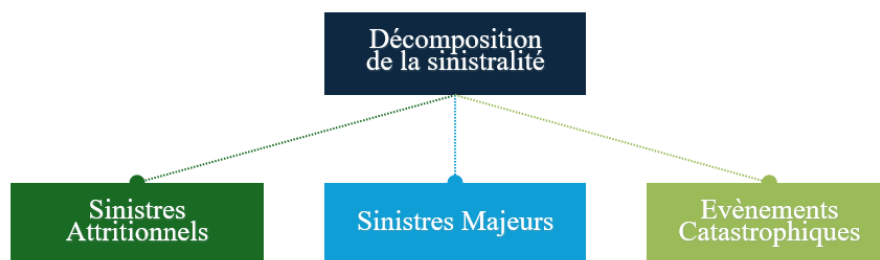 Décomposition
de la sinistralité
Sinistres
Attritionnels
Sinistres Majeurs
Evènements
Catastrophiques